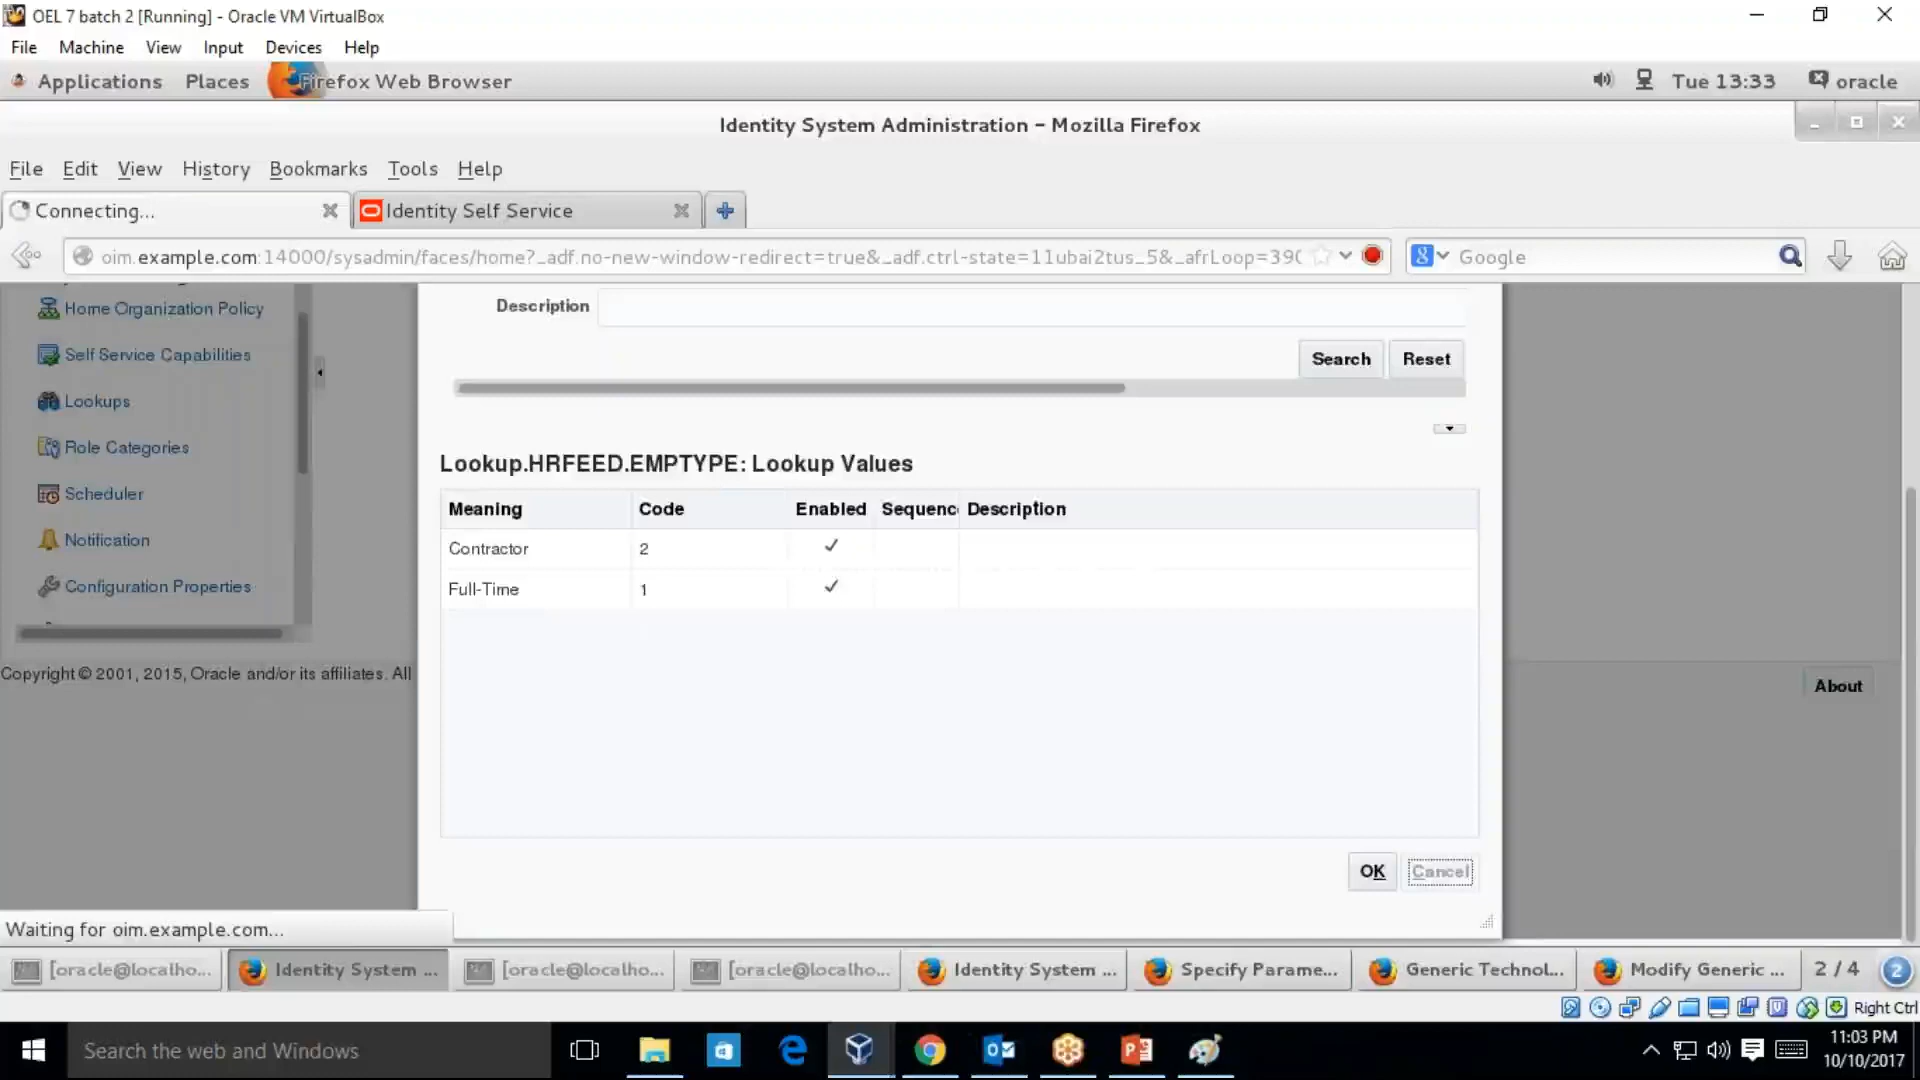 OEL 7 batch 2 [Running] - Oracle VM VirtualBox
File Machine View Input Devices Help
Applications Places Firefox Web Browser Tue 13:33 oracle
Identity System Administration – Mozilla Firefox
File Edit View History Bookmarks Tools Help
Connecting... Identity Self Service
oim.example.com:14000/sysadmin/faces/home?_adf.no-new-window-redirect=true&_adf.ctrl-state=11ubai2tus_5&_afrLoop=390 Google
Home Organization Policy
Self Service Capabilities
Lookups
Role Categories
Scheduler
Notification
Configuration Properties
Copyright © 2001, 2015, Oracle and/or its affiliates. All
Description
Search Reset
Lookup.HRFEED.EMPTYPE: Lookup Values
Meaning Code Enabled Sequenc Description
Contractor 2
Full-Time 1
OK Cancel
About
Waiting for oim.example.com...
[oracle@localho... Identity System ... [oracle@localho... [oracle@localho... Identity System ... Specify Parame... Generic Technol... Modify Generic ... 2 / 4 2
Right Ctrl
Search the web and Windows
11:03 PM
10/10/2017